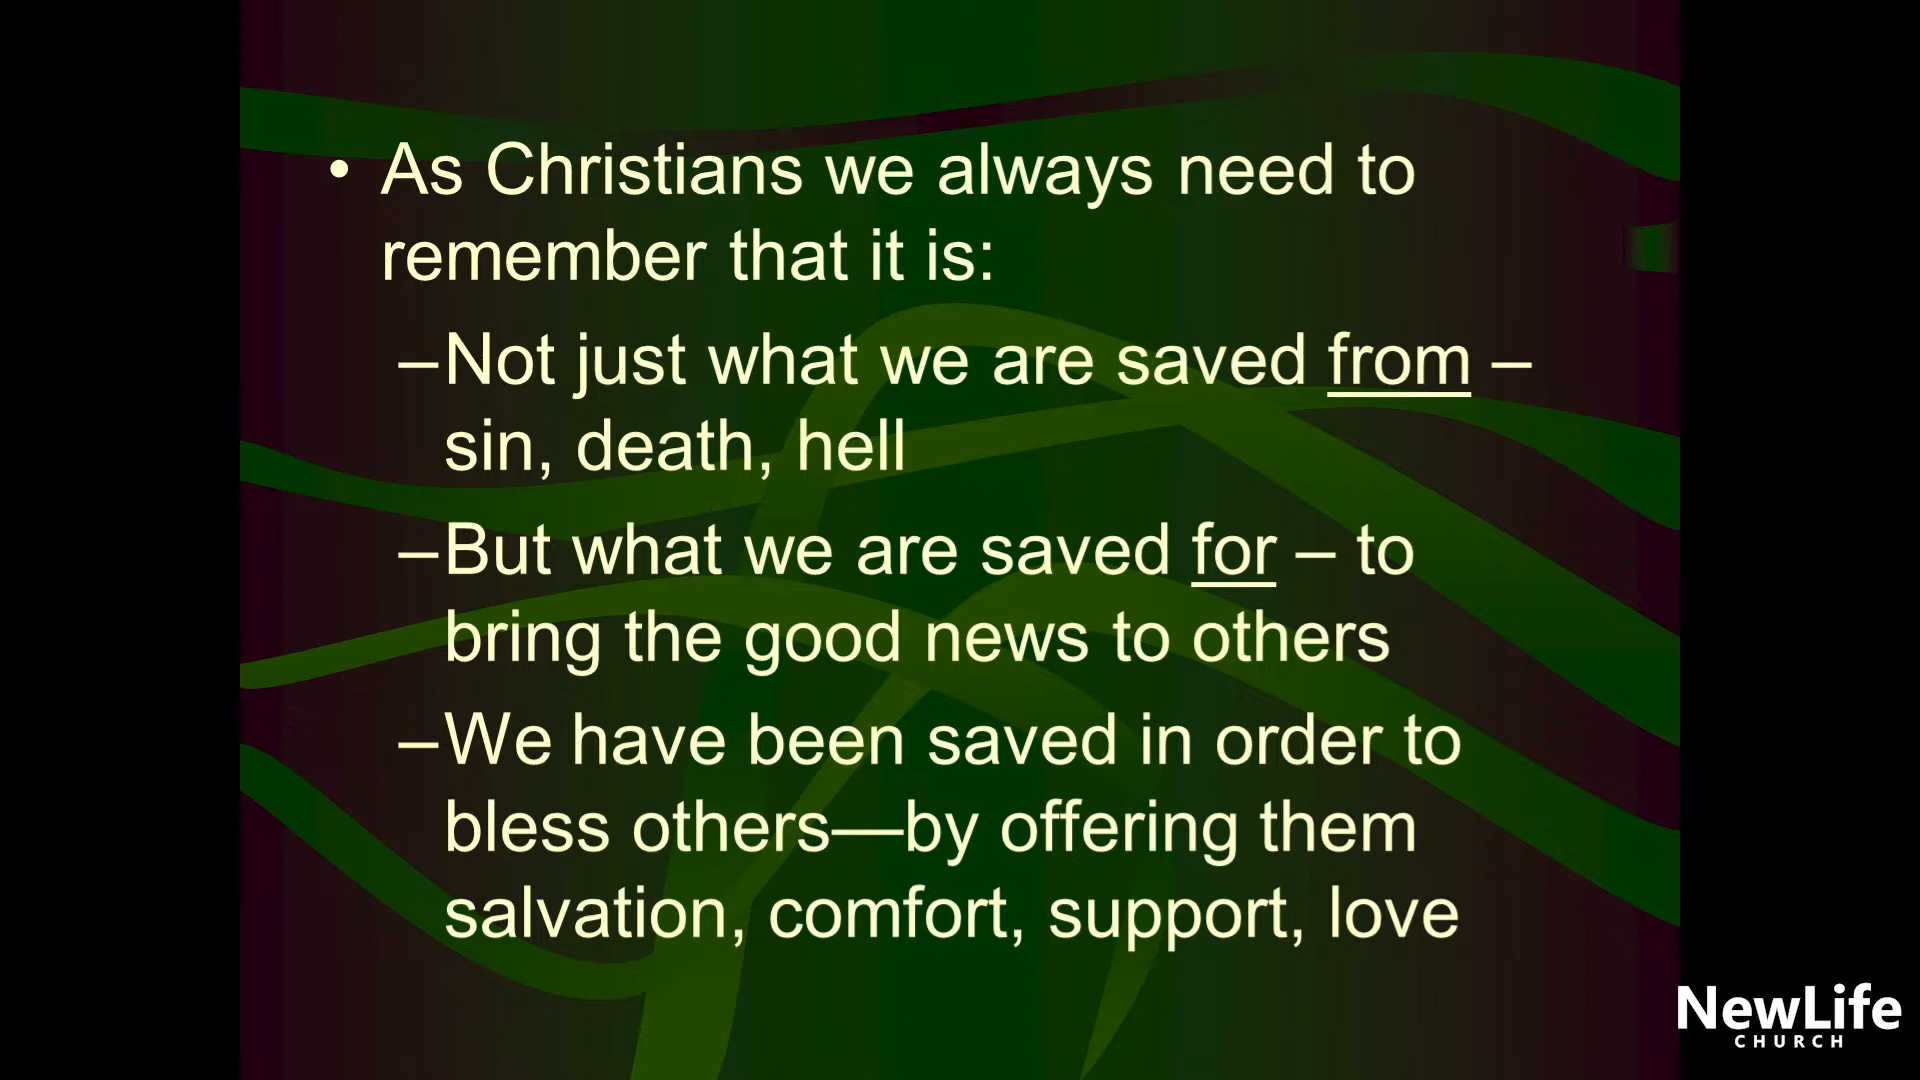 • As Christians we always need to
remember that it is:
–Not just what we are saved from –
sin, death, hell
–But what we are saved for – to
bring the good news to others
–We have been saved in order to
bless others—by offering them
salvation, comfort, support, love
NewLife
CHURCH